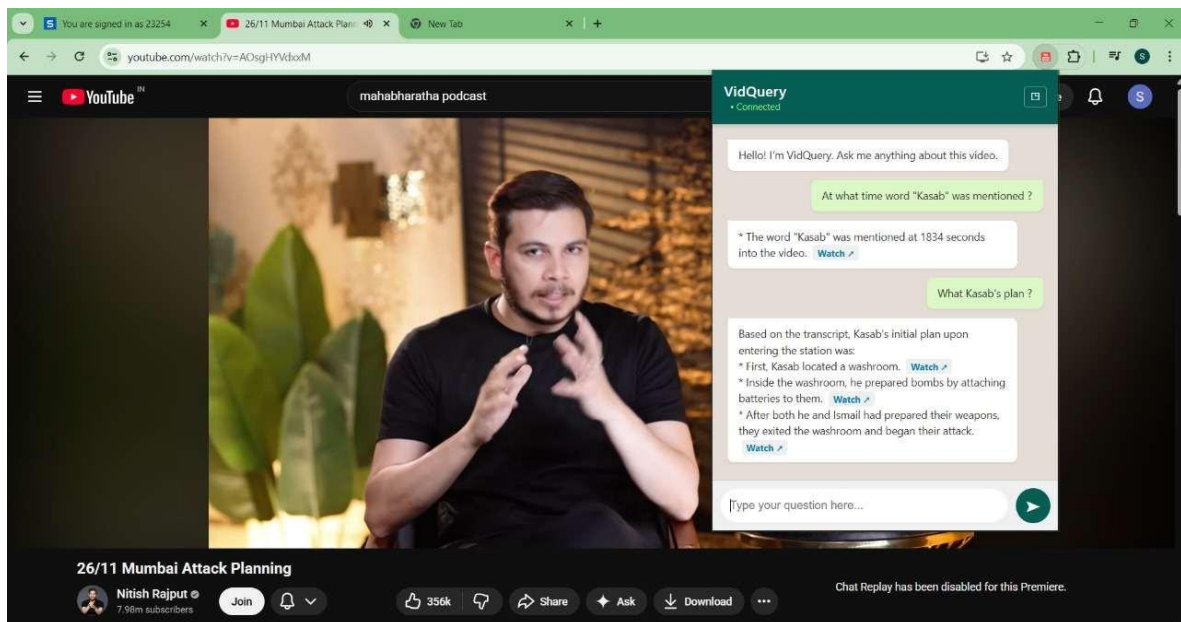 You are signed in as 23254
26/11 Mumbai Attack Plann
New Tab
youtube.com/watch?v=AOsgHYVdxxM
S
YouTube IN
mahabharatha podcast
S
VidQuery
• Connected
Hello! I'm VidQuery. Ask me anything about this video.
At what time word "Kasab" was mentioned ?
* The word "Kasab" was mentioned at 1834 seconds
into the video. Watch ↗
What Kasab's plan ?
Based on the transcript, Kasab's initial plan upon
entering the station was:
* First, Kasab located a washroom. Watch ↗
* Inside the washroom, he prepared bombs by attaching
batteries to them. Watch ↗
* After both he and Ismail had prepared their weapons,
they exited the washroom and began their attack.
Watch ↗
Type your question here...
26/11 Mumbai Attack Planning
Nitish Rajput
7.98m subscribers
Join
356k
Share
Ask
Download
Chat Replay has been disabled for this Premiere.